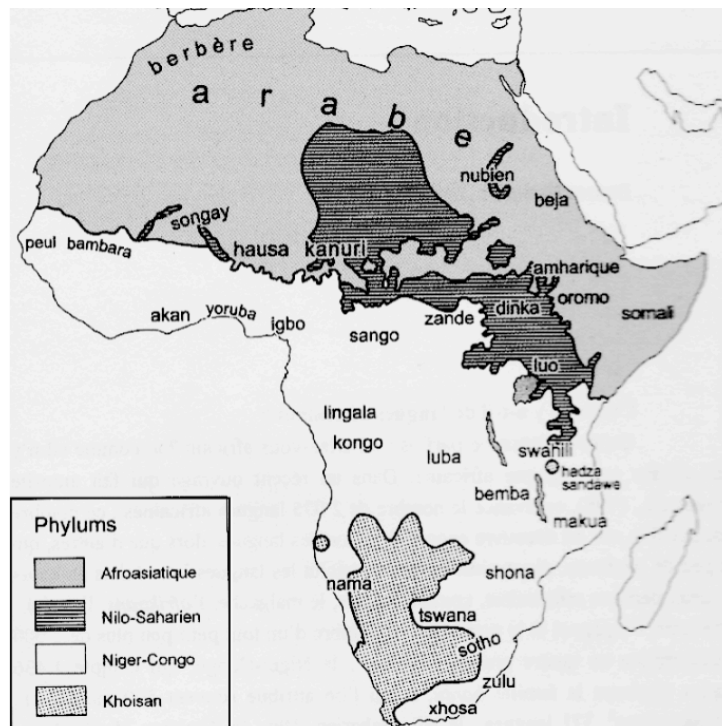 berbère
arabe
nubien
beja
songay
peul bambara
hausa
kanuri
amharique
oromo
dinka
somali
akan
yoruba
igbo
sango
zande
luo
lingala
kongo
luba
swahili
hedza
sandawe
bemba
makua
shona
nama
tswana
sotho
zulu
xhosa
Phylums
Afroasiatique
Nilo-Saharien
Niger-Congo
Khoisan